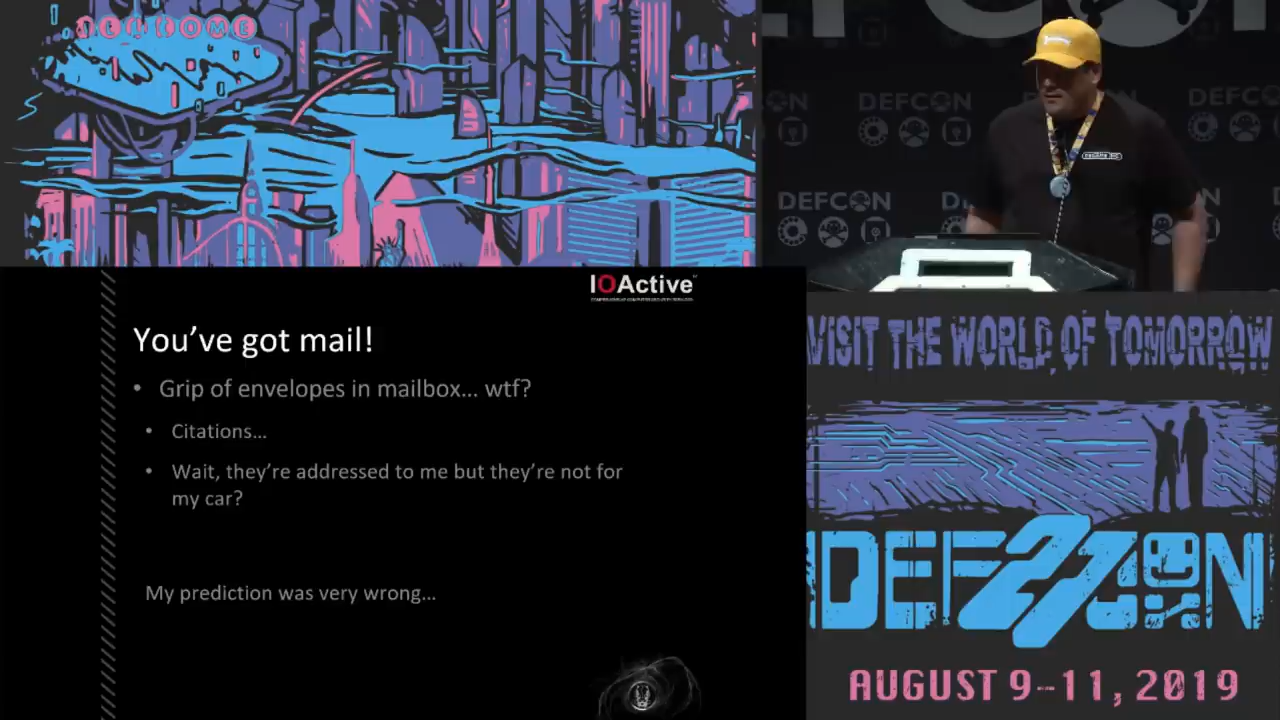 WELCOME
DEFCON
DEFCON
DEFCON
DEFCON
IOActive
You've got mail!
• Grip of envelopes in mailbox... wtf?
• Citations...
• Wait, they're addressed to me but they're not for
my car?
My prediction was very wrong...
VISIT THE WORLD OF TOMORROW
DEF27CON
AUGUST 9-11, 2019